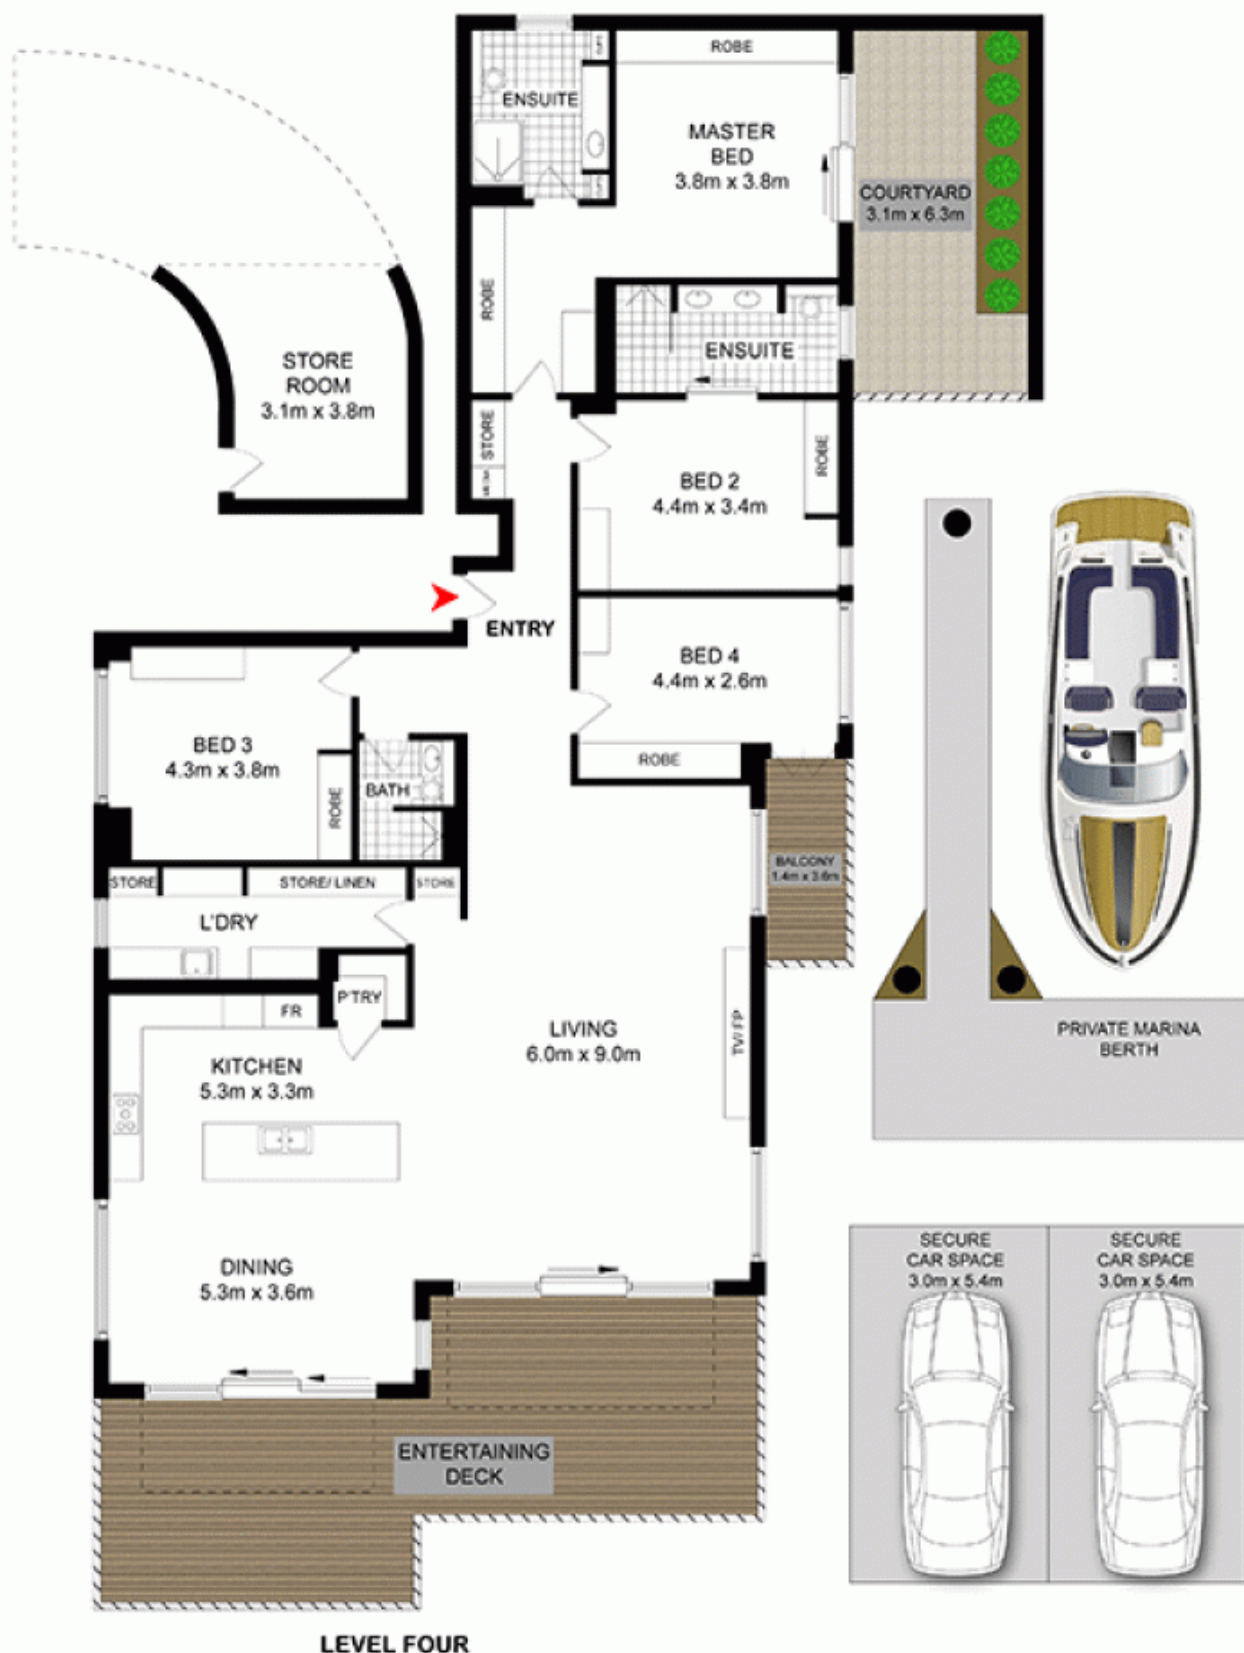 ROBE
ENSUITE
MASTER
BED
3.8m x 3.8m
COURTYARD
3.1m x 6.3m
ROBE
ENSUITE
STORE
ROOM
3.1m x 3.8m
STORE
ROBE
BED 2
4.4m x 3.4m
ENTRY
BED 4
4.4m x 2.6m
ROBE
BED 3
4.3m x 3.8m
ROBE
BATH
BALCONY
1.4m x 3.6m
STORE
STORE/ LINEN
STORE
L'DRY
P'TRY
FR
KITCHEN
5.3m x 3.3m
LIVING
6.0m x 9.0m
TV/ FP
PRIVATE MARINA
BERTH
DINING
5.3m x 3.6m
SECURE
CAR SPACE
3.0m x 5.4m
SECURE
CAR SPACE
3.0m x 5.4m
ENTERTAINING
DECK
LEVEL FOUR